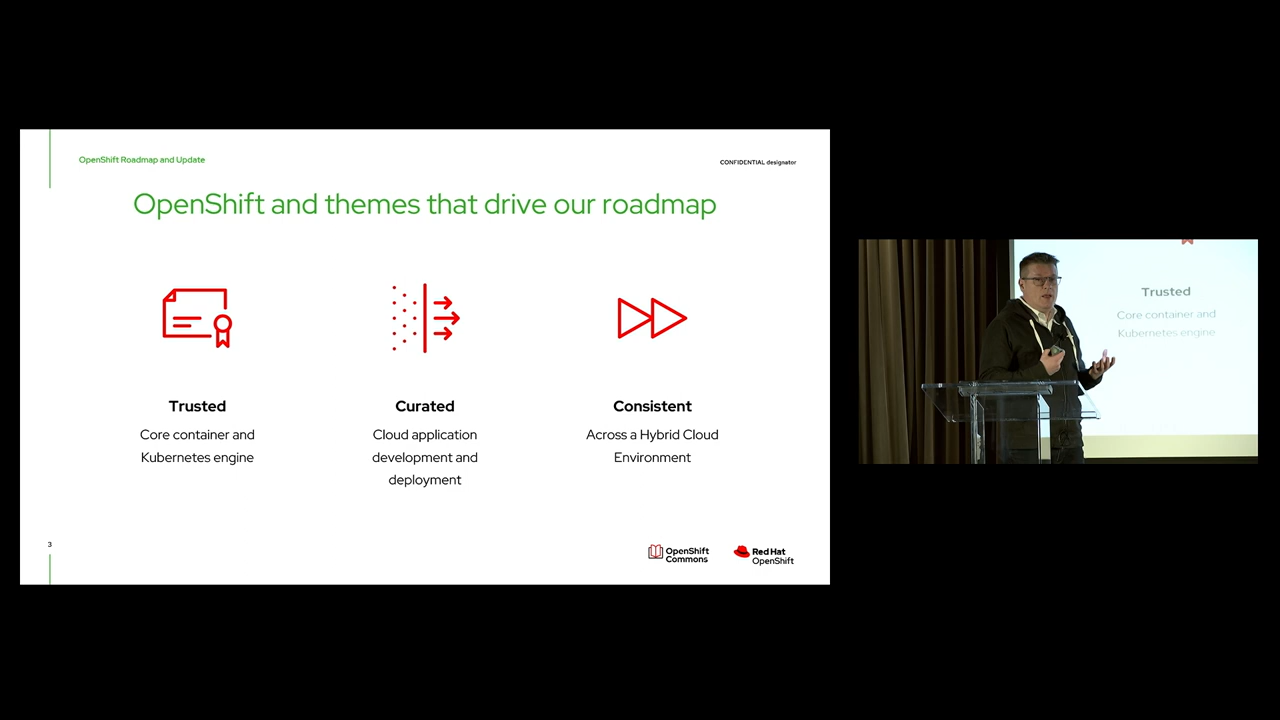 OpenShift Roadmap and Update
CONFIDENTIAL designator
OpenShift and themes that drive our roadmap
Trusted
Core container and
Kubernetes engine
Curated
Cloud application
development and
deployment
Consistent
Across a Hybrid Cloud
Environment
3
OpenShift
Commons
Red Hat
OpenShift
Trusted
Core container and
Kubernetes engine